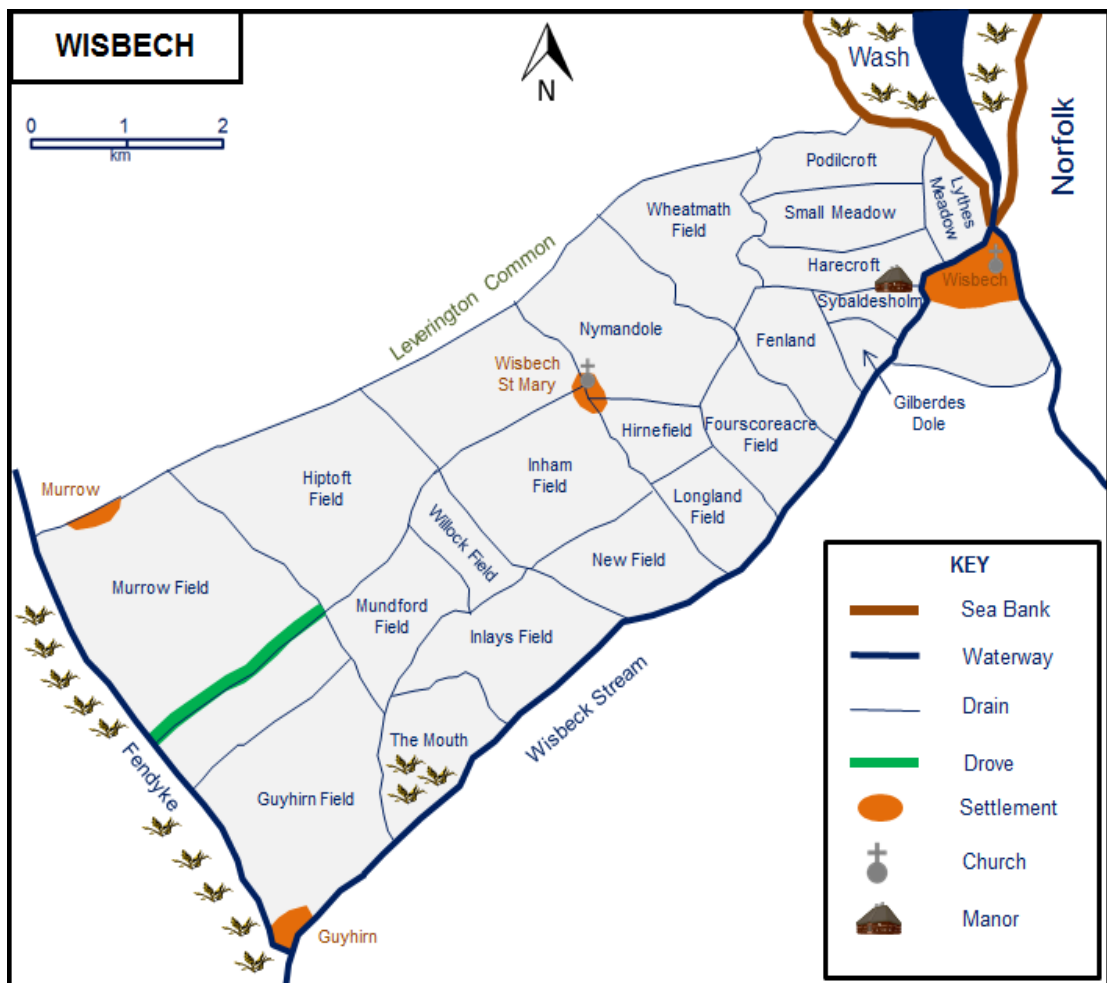 WISBECH
N
0 1 2
km
Wash
Norfolk
Podilcroft
Lythes
Meadow
Small Meadow
Wheatmath
Field
Harecroft
Wisbech
Sybaldesholm
Leverington Common
Nymandole
Fenland
Wisbech
St Mary
Gilberdes
Dole
Hirnefield
Fourscoreacre
Field
Hiptoft
Field
Inham
Field
Murrow
Longland
Field
Willock Field
New Field
Murrow Field
Mundford
Field
Inlays Field
Wisbeck Stream
The Mouth
Fendyke
Guyhirn Field
Guyhirn
KEY
Sea Bank
Waterway
Drain
Drove
Settlement
Church
Manor